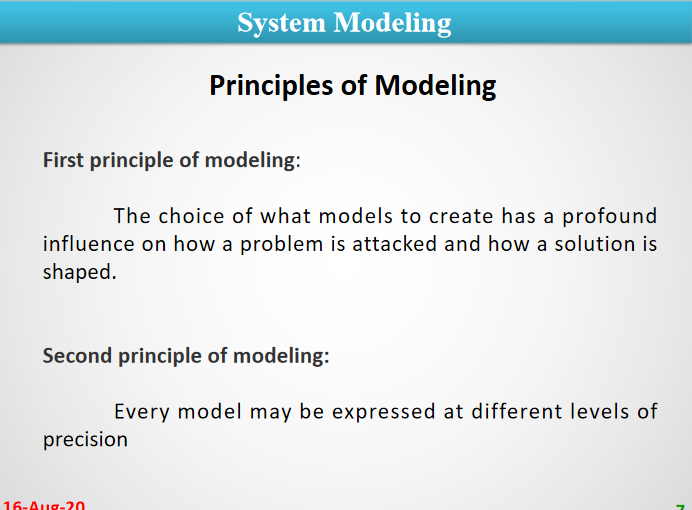 System Modeling
Principles of Modeling
First principle of modeling:
The choice of what models to create has a profound
influence on how a problem is attacked and how a solution is
shaped.
Second principle of modeling:
Every model may be expressed at different levels of
precision
16-Aug-20
7